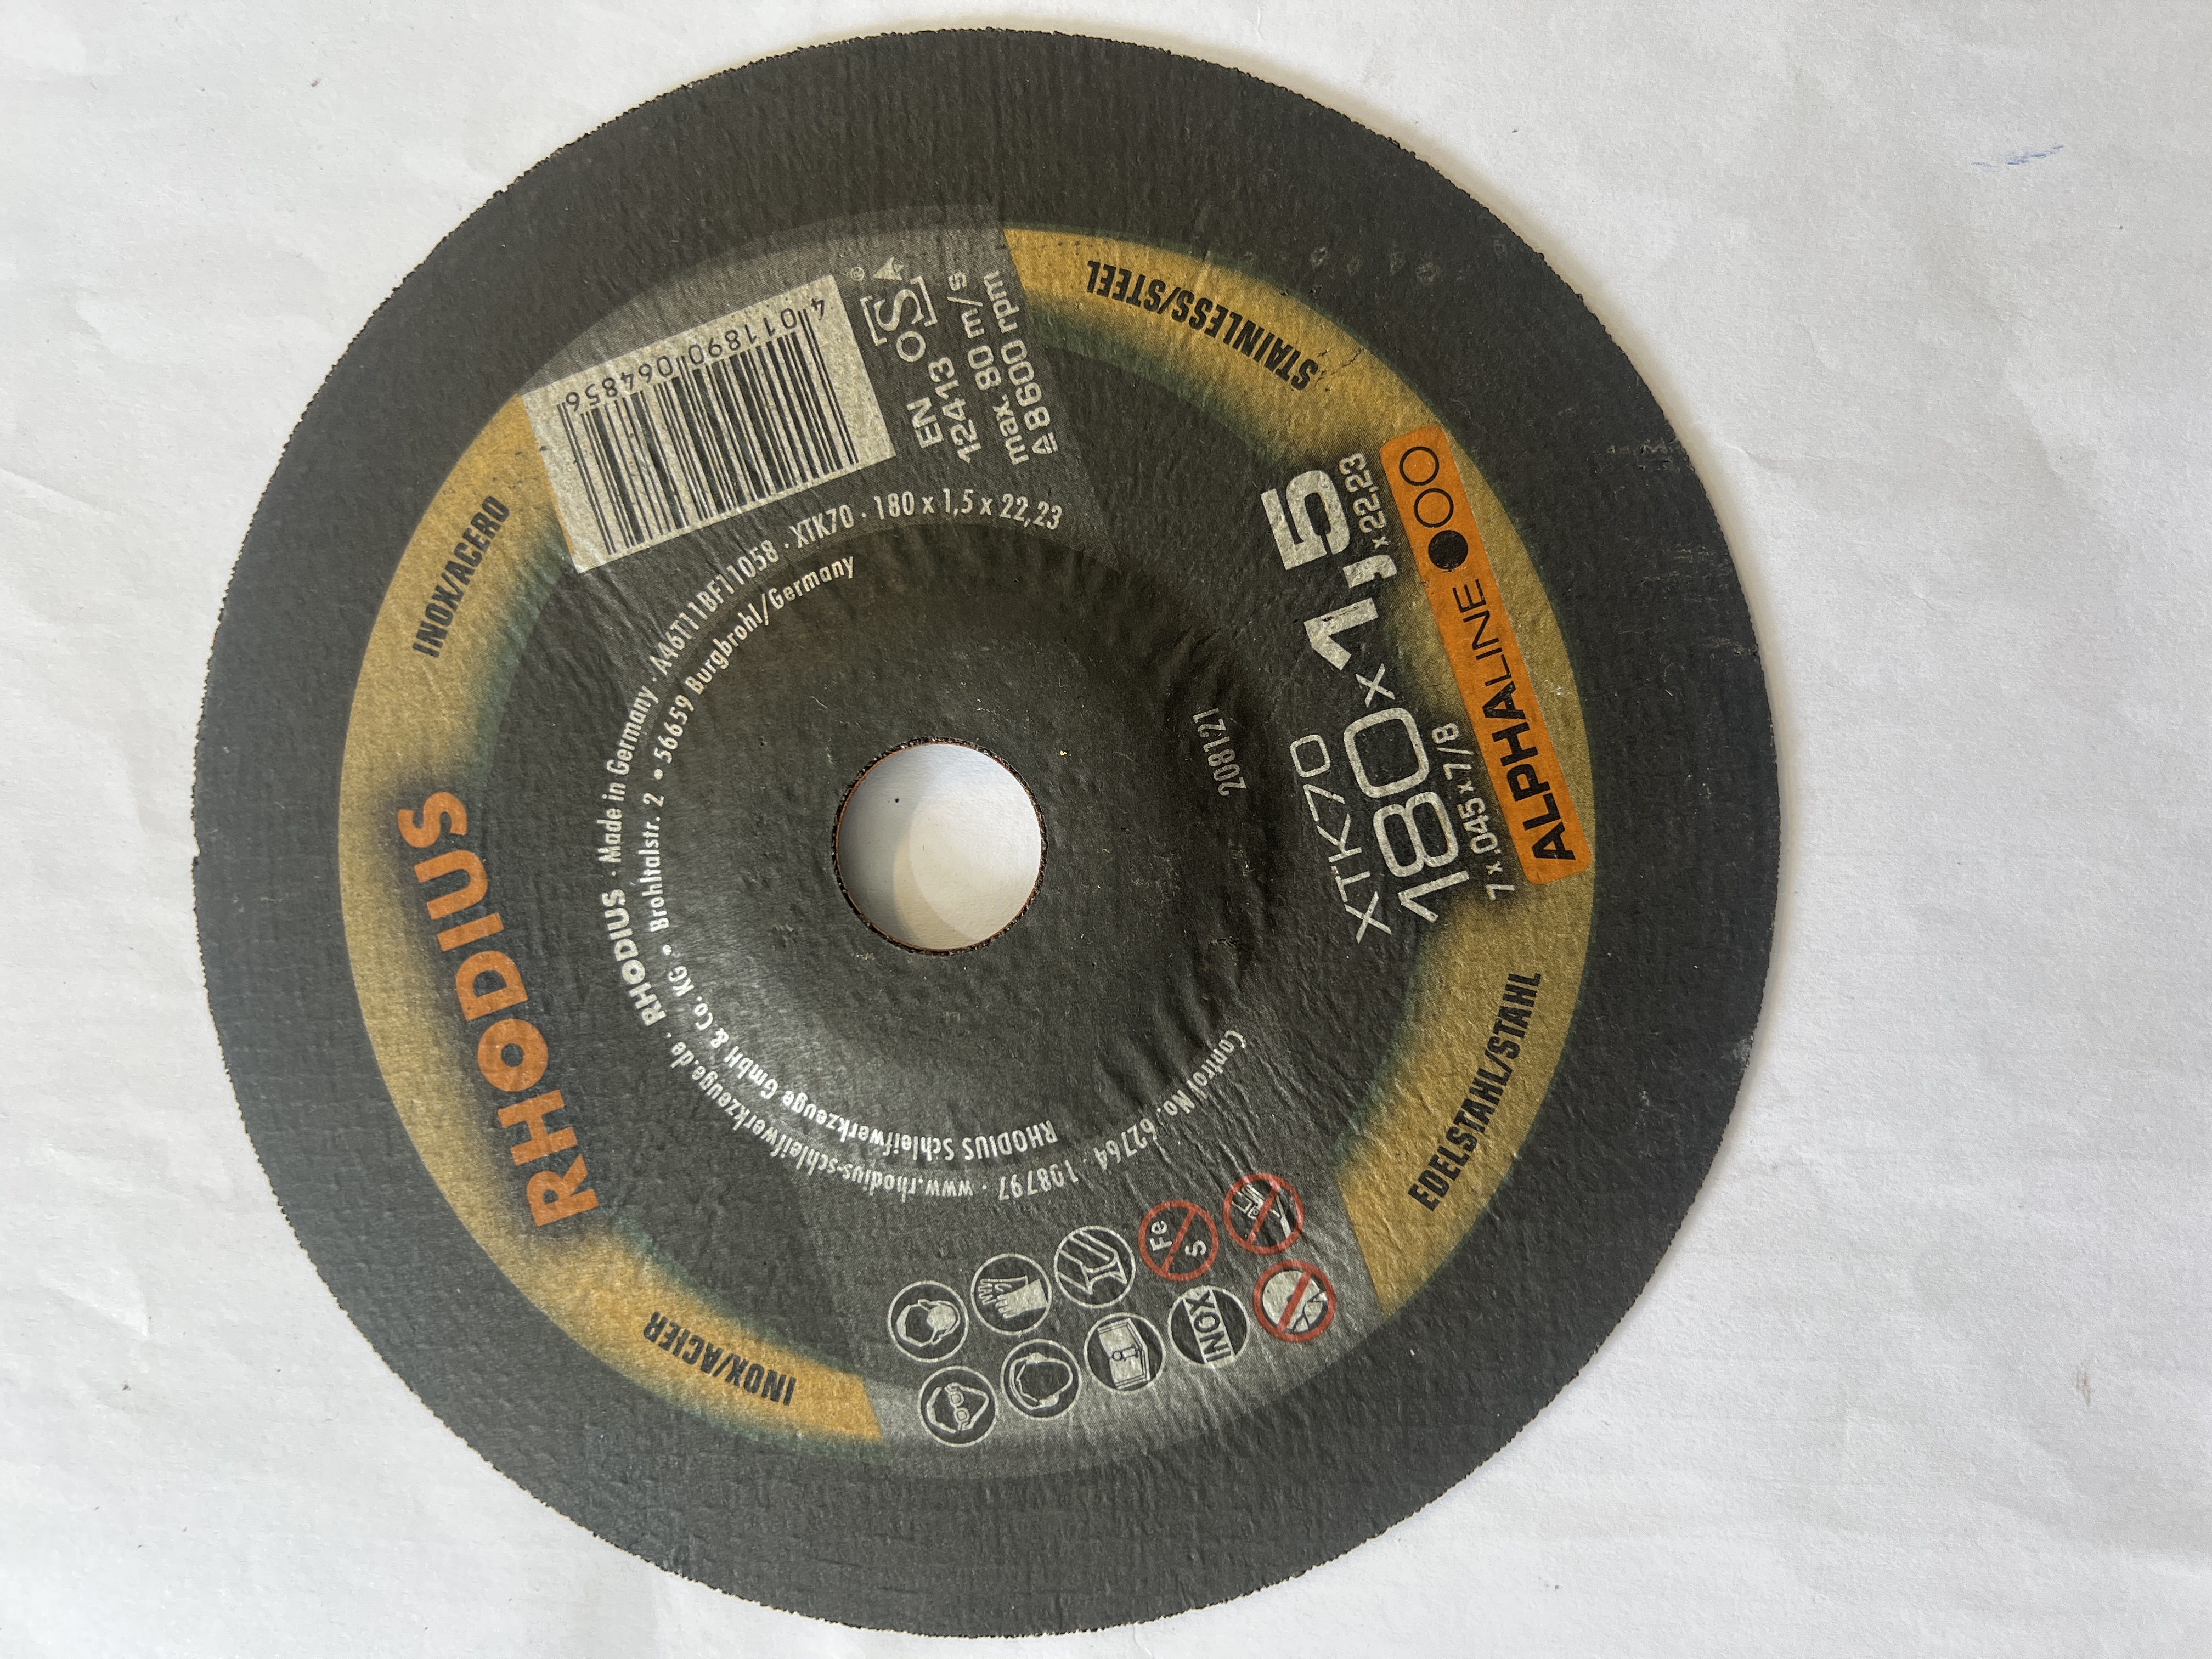 RHODIUS
INOX/ACERO
4 011890 064856
EN
12413
OSA®
max. 80 m/s
≙ 8600 rpm
STAINLESS/STEEL
XTK70
180 x 1,5 x 22,23
7 x .045 x 7/8
ALPHALINE
EDELSTAHL/STAHL
INOX/ACIER
INOX
Fe
S
Control No. 62764 · 108797 · www.rhodius-schleifwerkzeuge.de · RHODIUS · Made in Germany · A46T11BF11058 · XTK70 · 180 x 1,5 x 22,23
RHODIUS Schleifwerkzeuge GmbH & Co. KG • Brohltalstr. 2 • 56659 Burgbrohl/Germany
208121